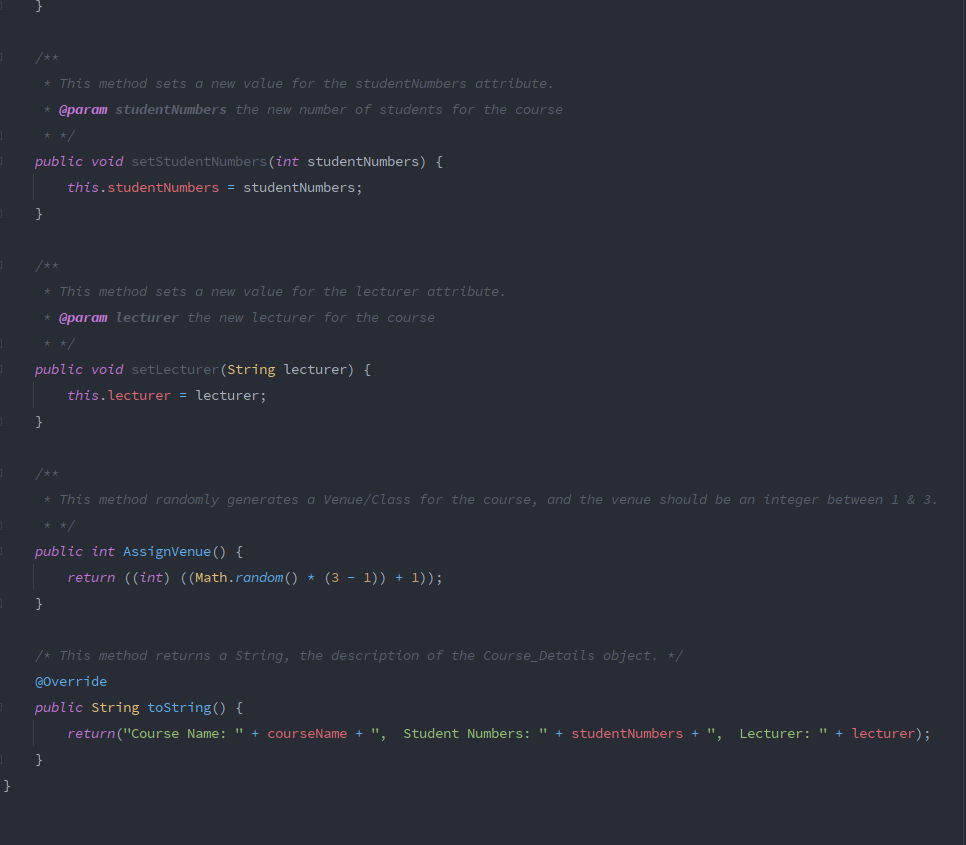 }
/**
* This method sets a new value for the studentNumbers attribute.
* @param studentNumbers the new number of students for the course
* */
public void setStudentNumbers(int studentNumbers) {
this.studentNumbers = studentNumbers;
}
/**
* This method sets a new value for the lecturer attribute.
* @param lecturer the new lecturer for the course
* */
public void setLecturer(String lecturer) {
this.lecturer = lecturer;
}
/**
* This method randomly generates a Venue/Class for the course, and the venue should be an integer between 1 & 3.
* */
public int AssignVenue() {
return ((int) ((Math.random() * (3 - 1)) + 1));
}
/* This method returns a String, the description of the Course_Details object. */
@Override
public String toString() {
return("Course Name: " + courseName + ",  Student Numbers: " + studentNumbers + ",  Lecturer: " + lecturer);
}
}